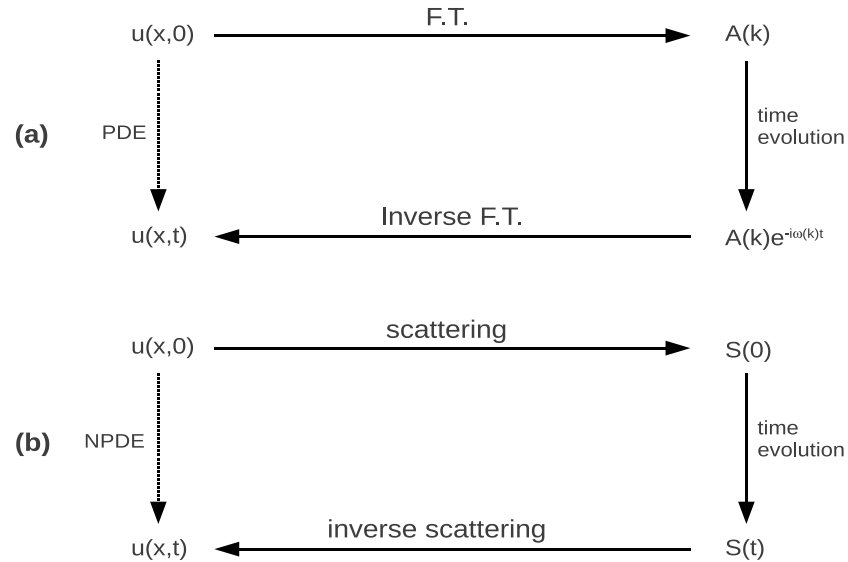 F.T.
u(x,0) A(k)
(a) PDE time
evolution
Inverse F.T.
u(x,t) A(k)e^-iω(k)t
scattering
u(x,0) S(0)
(b) NPDE time
evolution
inverse scattering
u(x,t) S(t)